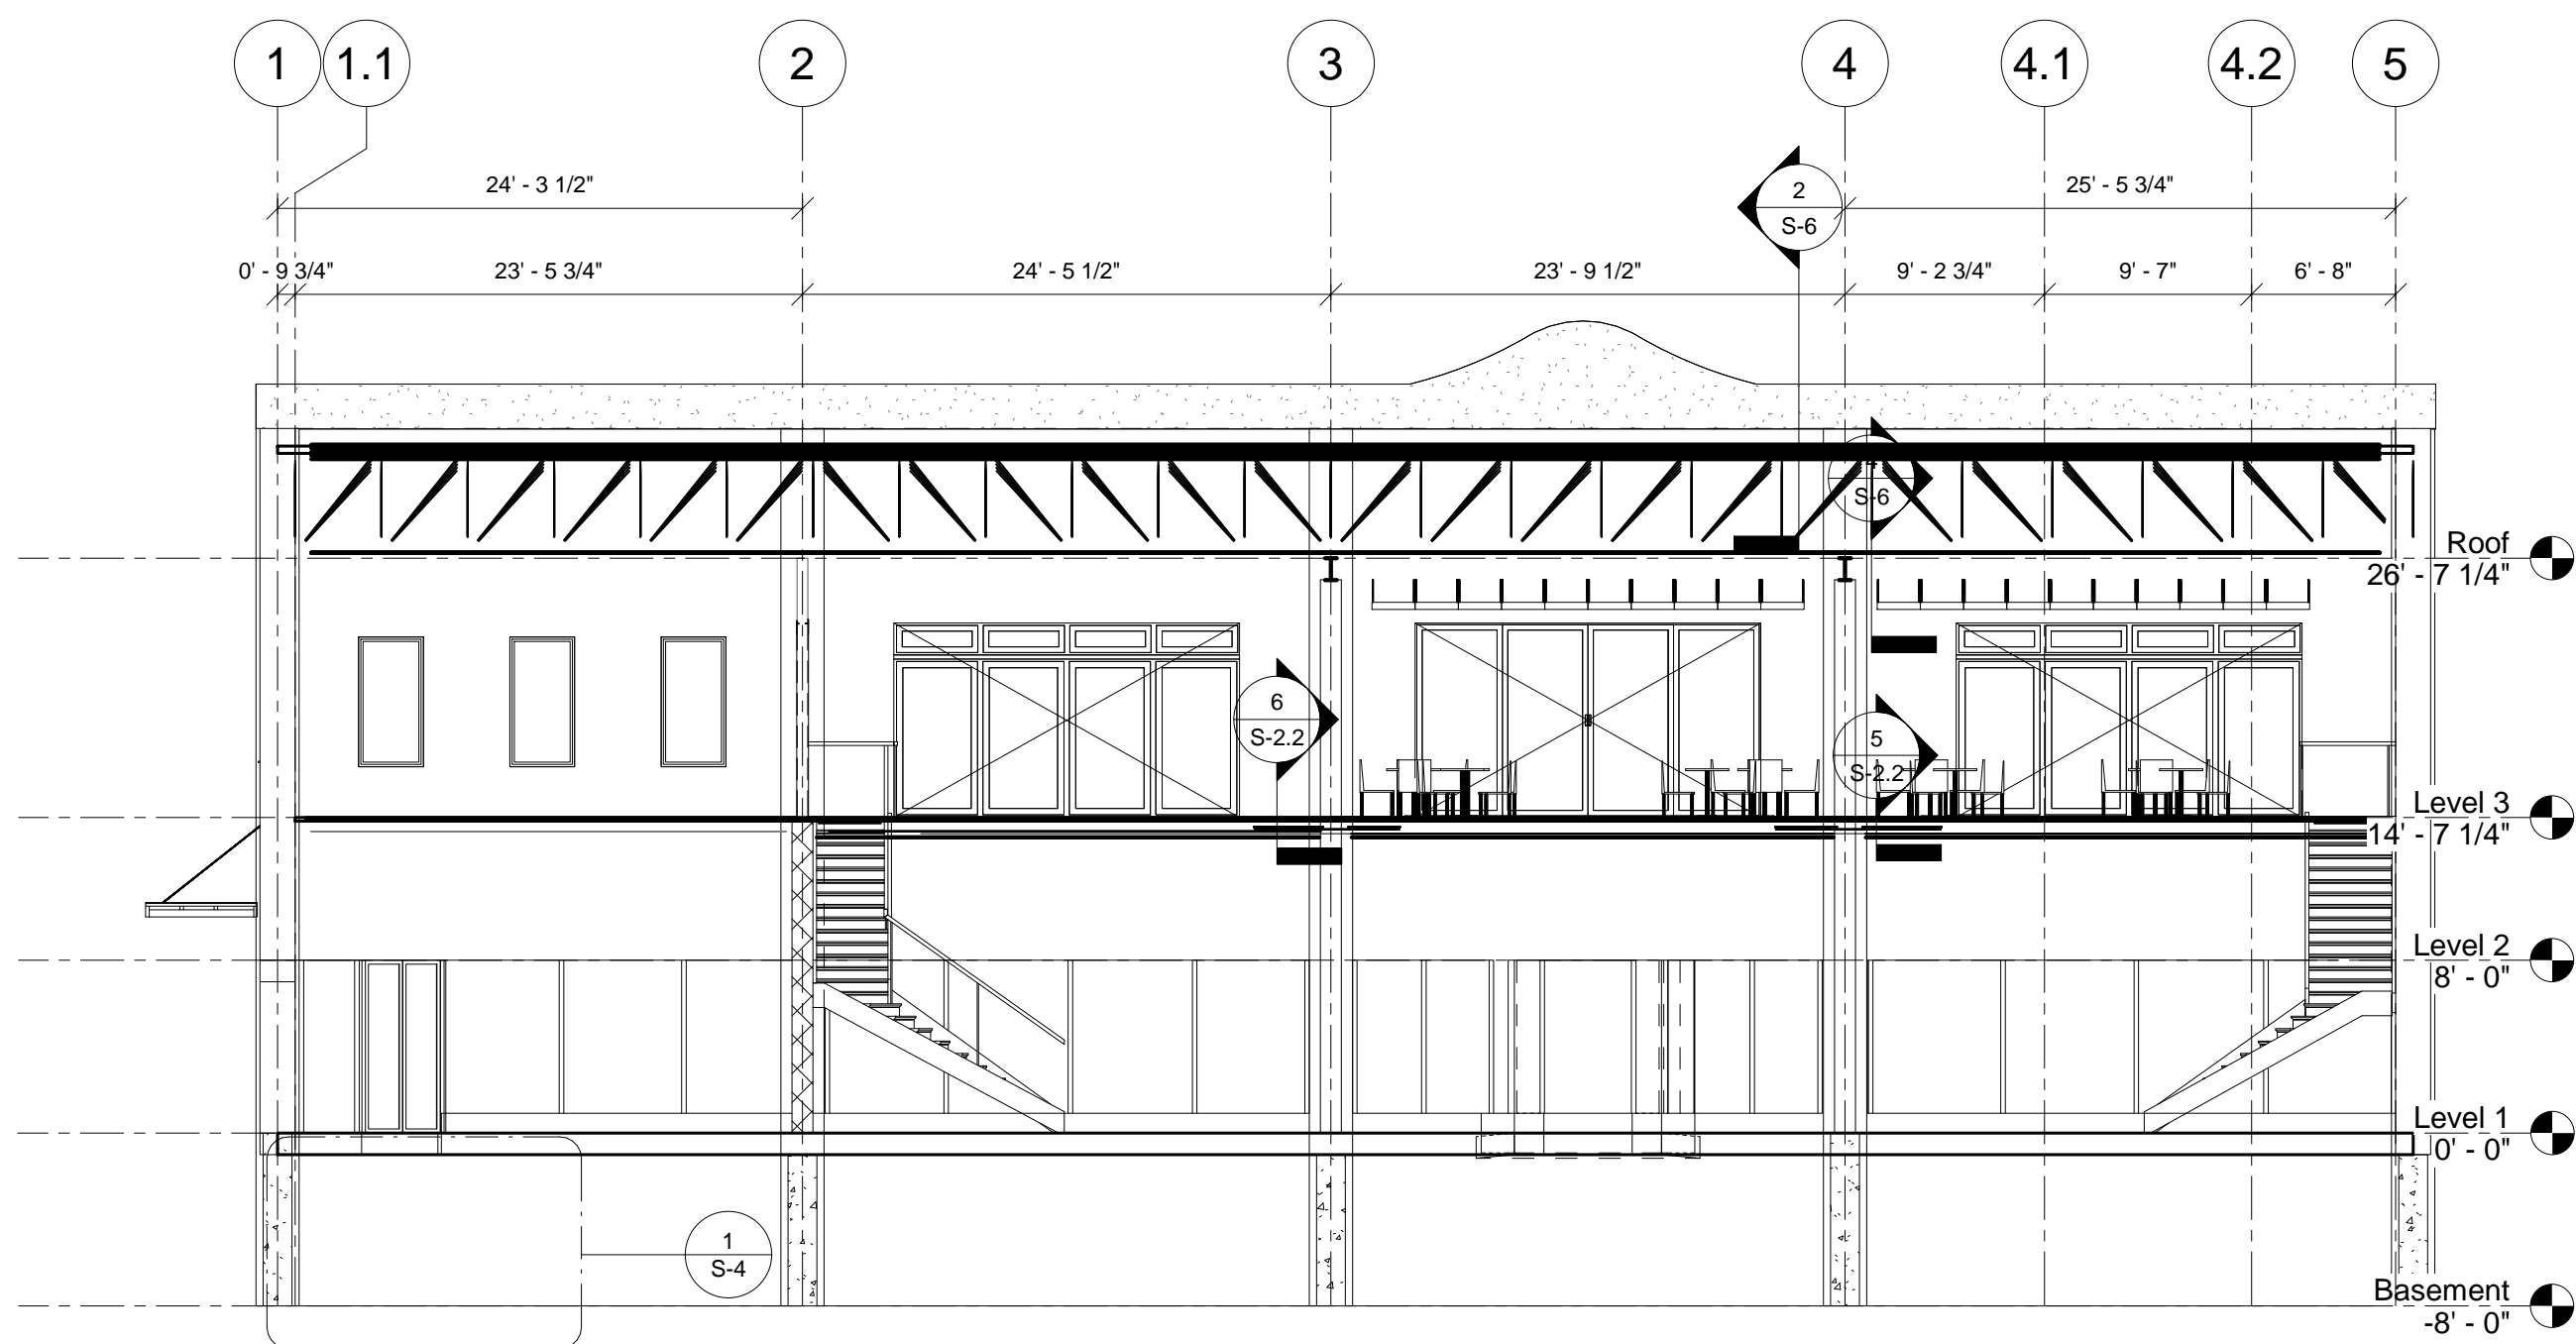 1 1.1 2 3 4 4.1 4.2 5
24' - 3 1/2" 25' - 5 3/4"
2
S-6
0' - 9 3/4" 23' - 5 3/4" 24' - 5 1/2" 23' - 9 1/2" 9' - 2 3/4" 9' - 7" 6' - 8"
S-6
Roof
26' - 7 1/4"
6
S-2.2
5
S-2.2
Level 3
14' - 7 1/4"
Level 2
8' - 0"
Level 1
0' - 0"
1
S-4
Basement
-8' - 0"